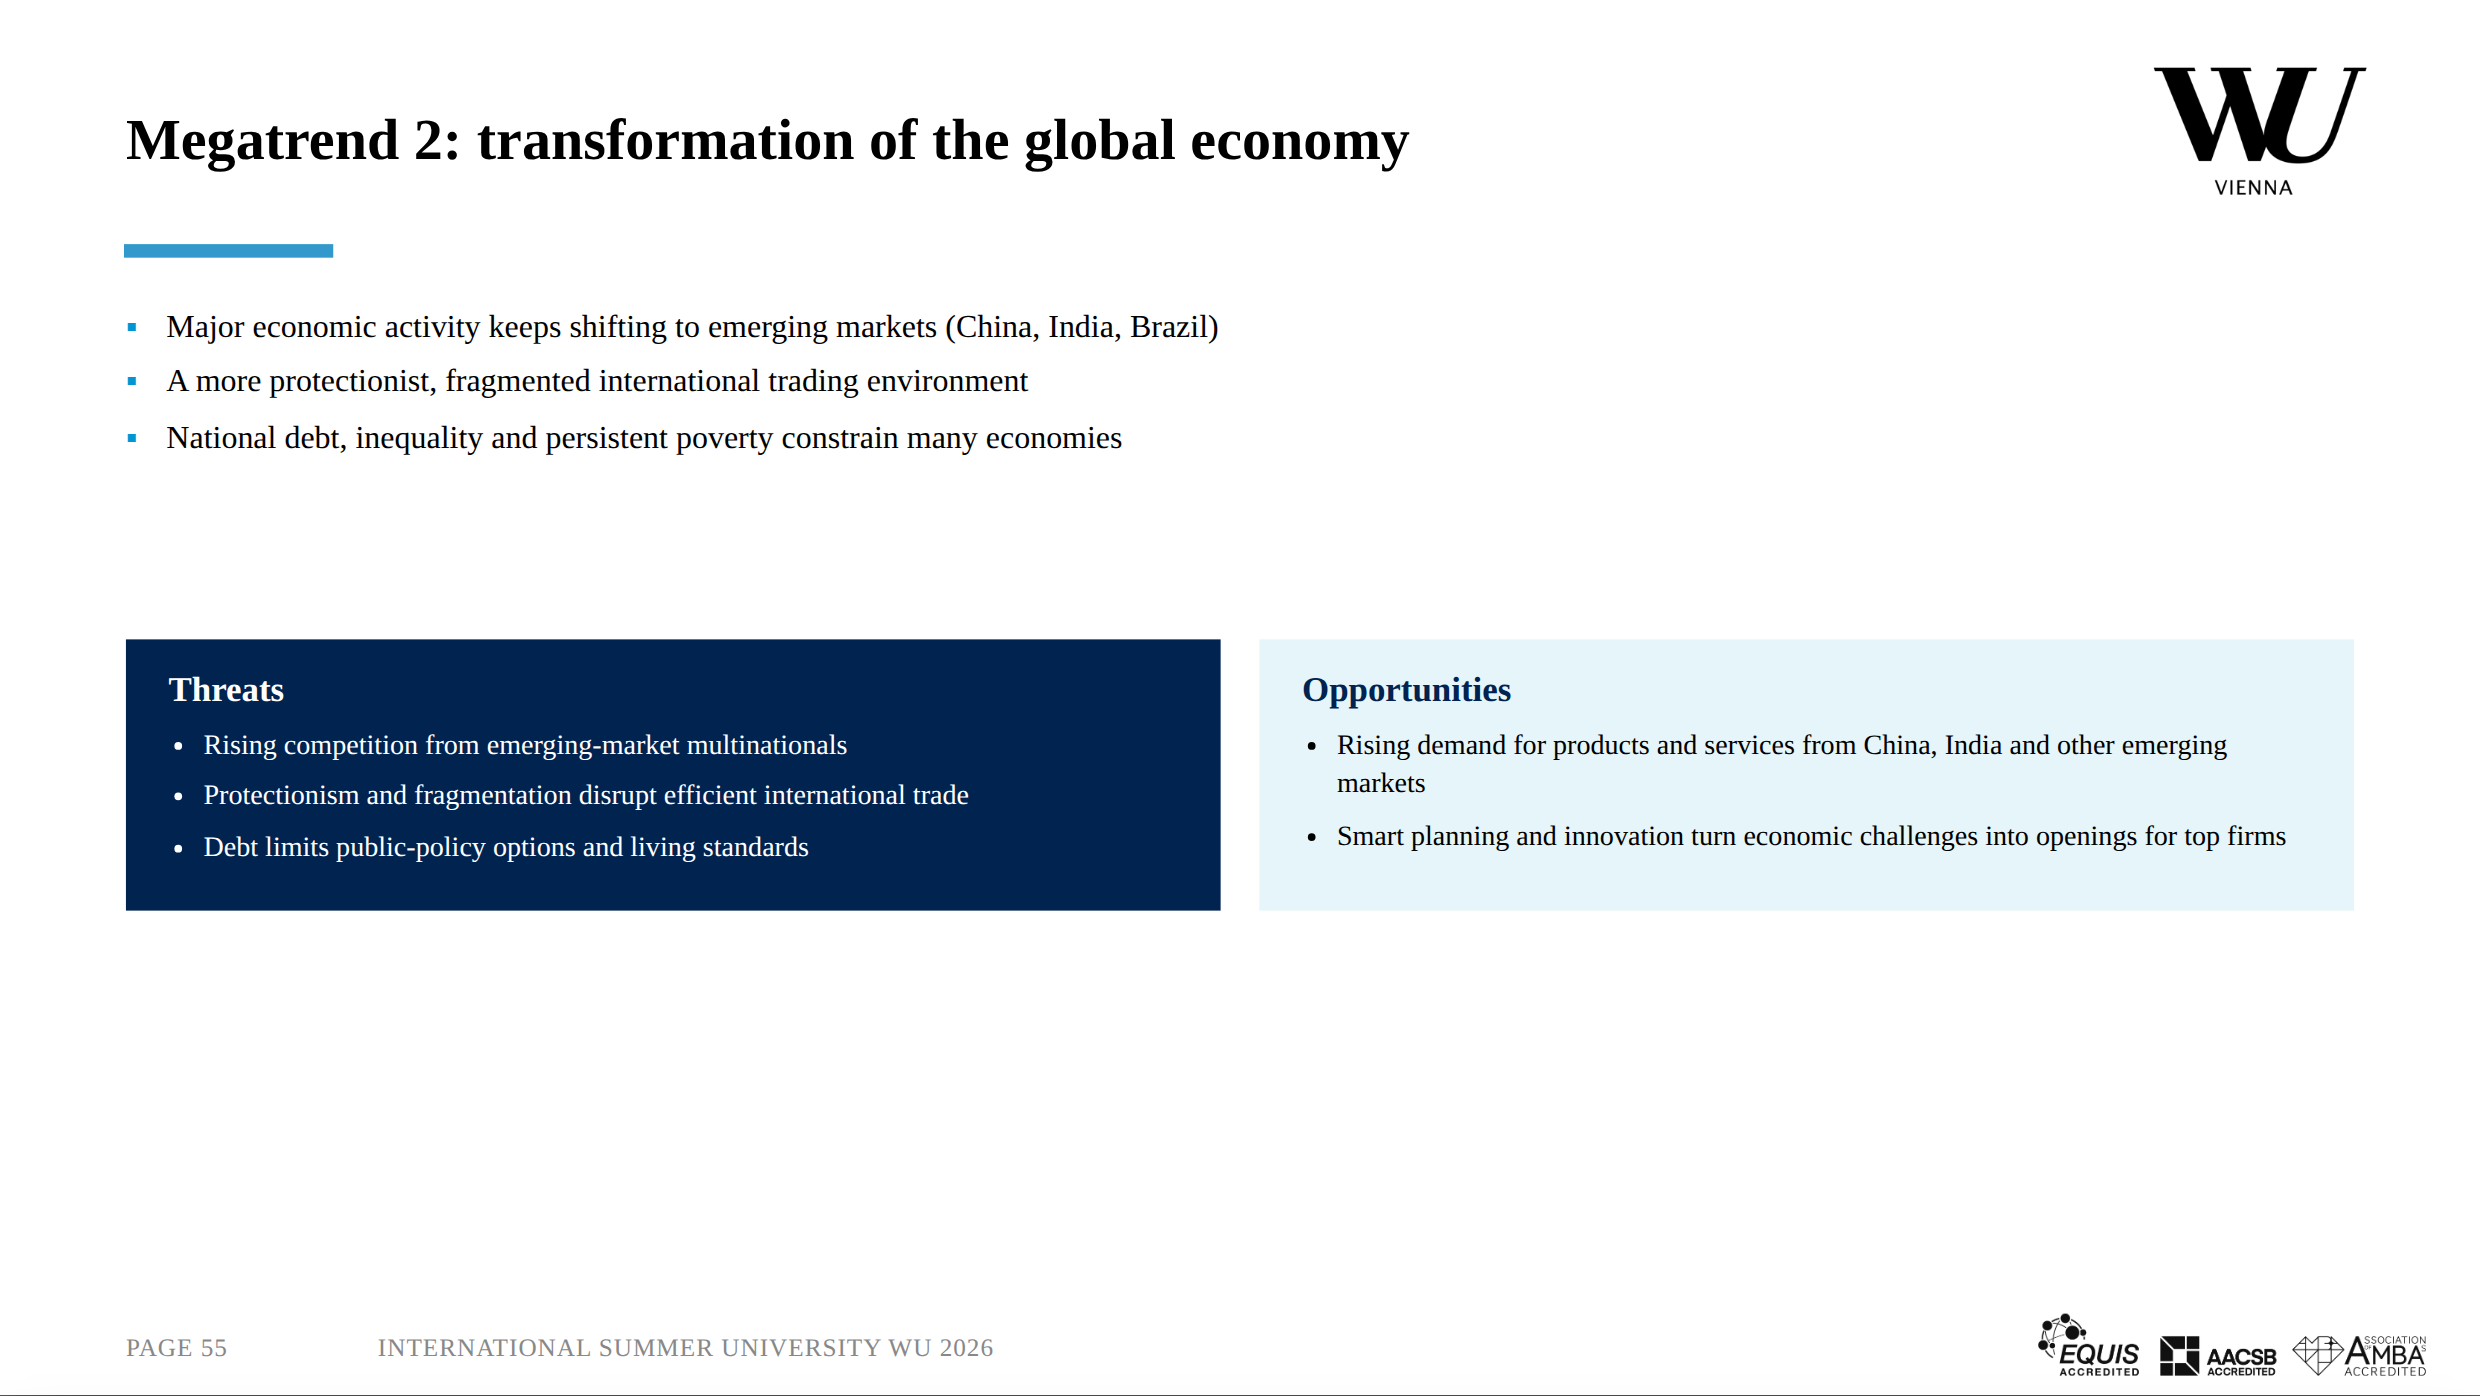 Megatrend 2: transformation of the global economy
WU
VIENNA
Major economic activity keeps shifting to emerging markets (China, India, Brazil)
A more protectionist, fragmented international trading environment
National debt, inequality and persistent poverty constrain many economies
Threats
Rising competition from emerging-market multinationals
Protectionism and fragmentation disrupt efficient international trade
Debt limits public-policy options and living standards
Opportunities
Rising demand for products and services from China, India and other emerging
markets
Smart planning and innovation turn economic challenges into openings for top firms
PAGE 55
INTERNATIONAL SUMMER UNIVERSITY WU 2026
EQUIS
ACCREDITED
AACSB
ACCREDITED
ASSOCIATION
OF MBAS
ACCREDITED